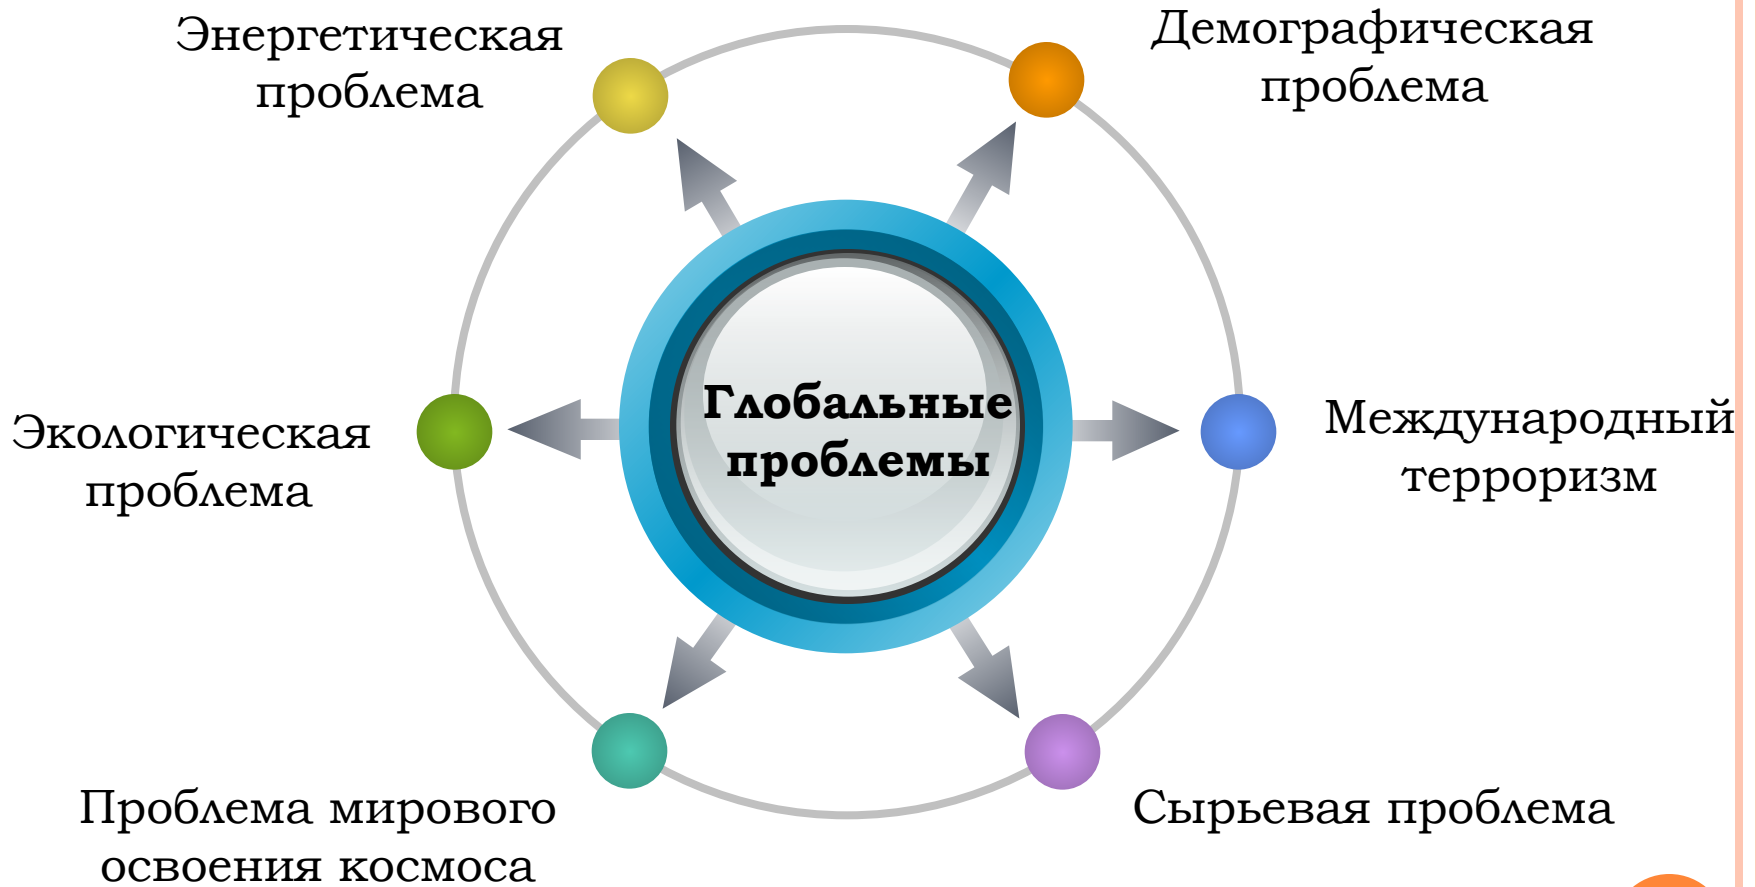 Энергетическая
проблема
Демографическая
проблема
Глобальные
проблемы
Экологическая
проблема
Международный
терроризм
Проблема мирового
освоения космоса
Сырьевая проблема